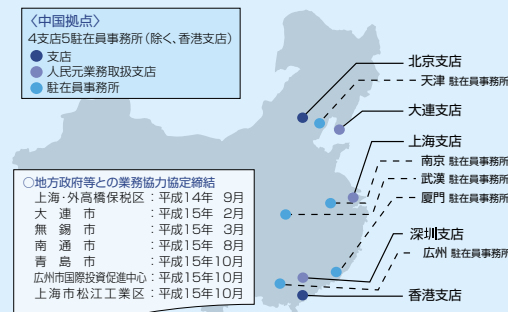 〈中国拠点〉
4支店5駐在員事務所(除く、香港支店)
支店
人民元業務取扱支店
駐在員事務所
北京支店
天津 駐在員事務所
大連支店
上海支店
南京 駐在員事務所
武漢 駐在員事務所
廈門 駐在員事務所
深圳支店
広州 駐在員事務所
香港支店
○地方政府等との業務協力協定締結
上海・外高橋保税区:平成14年 9月
大連市:平成15年 2月
無錫市:平成15年 3月
南通市:平成15年 8月
青島市:平成15年10月
広州市国際投資促進中心:平成15年10月
上海市松江工業区:平成15年10月